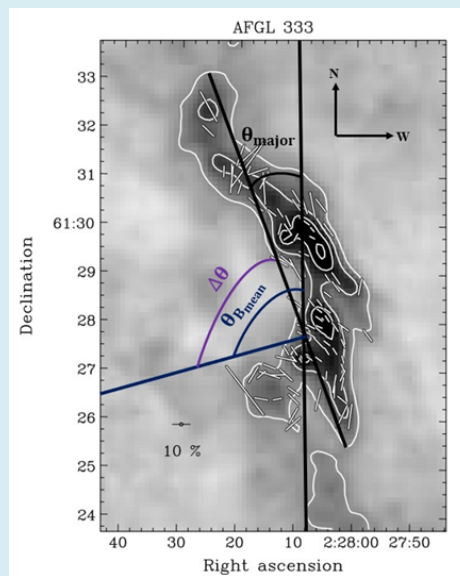 AFGL 333
33
N
32
θmajor
W
31
61:30
Declination
29
Δθ
28
θBmean
27
26
10 %
25
24
40 30 20 10 2:28:00 27:50
Right ascension